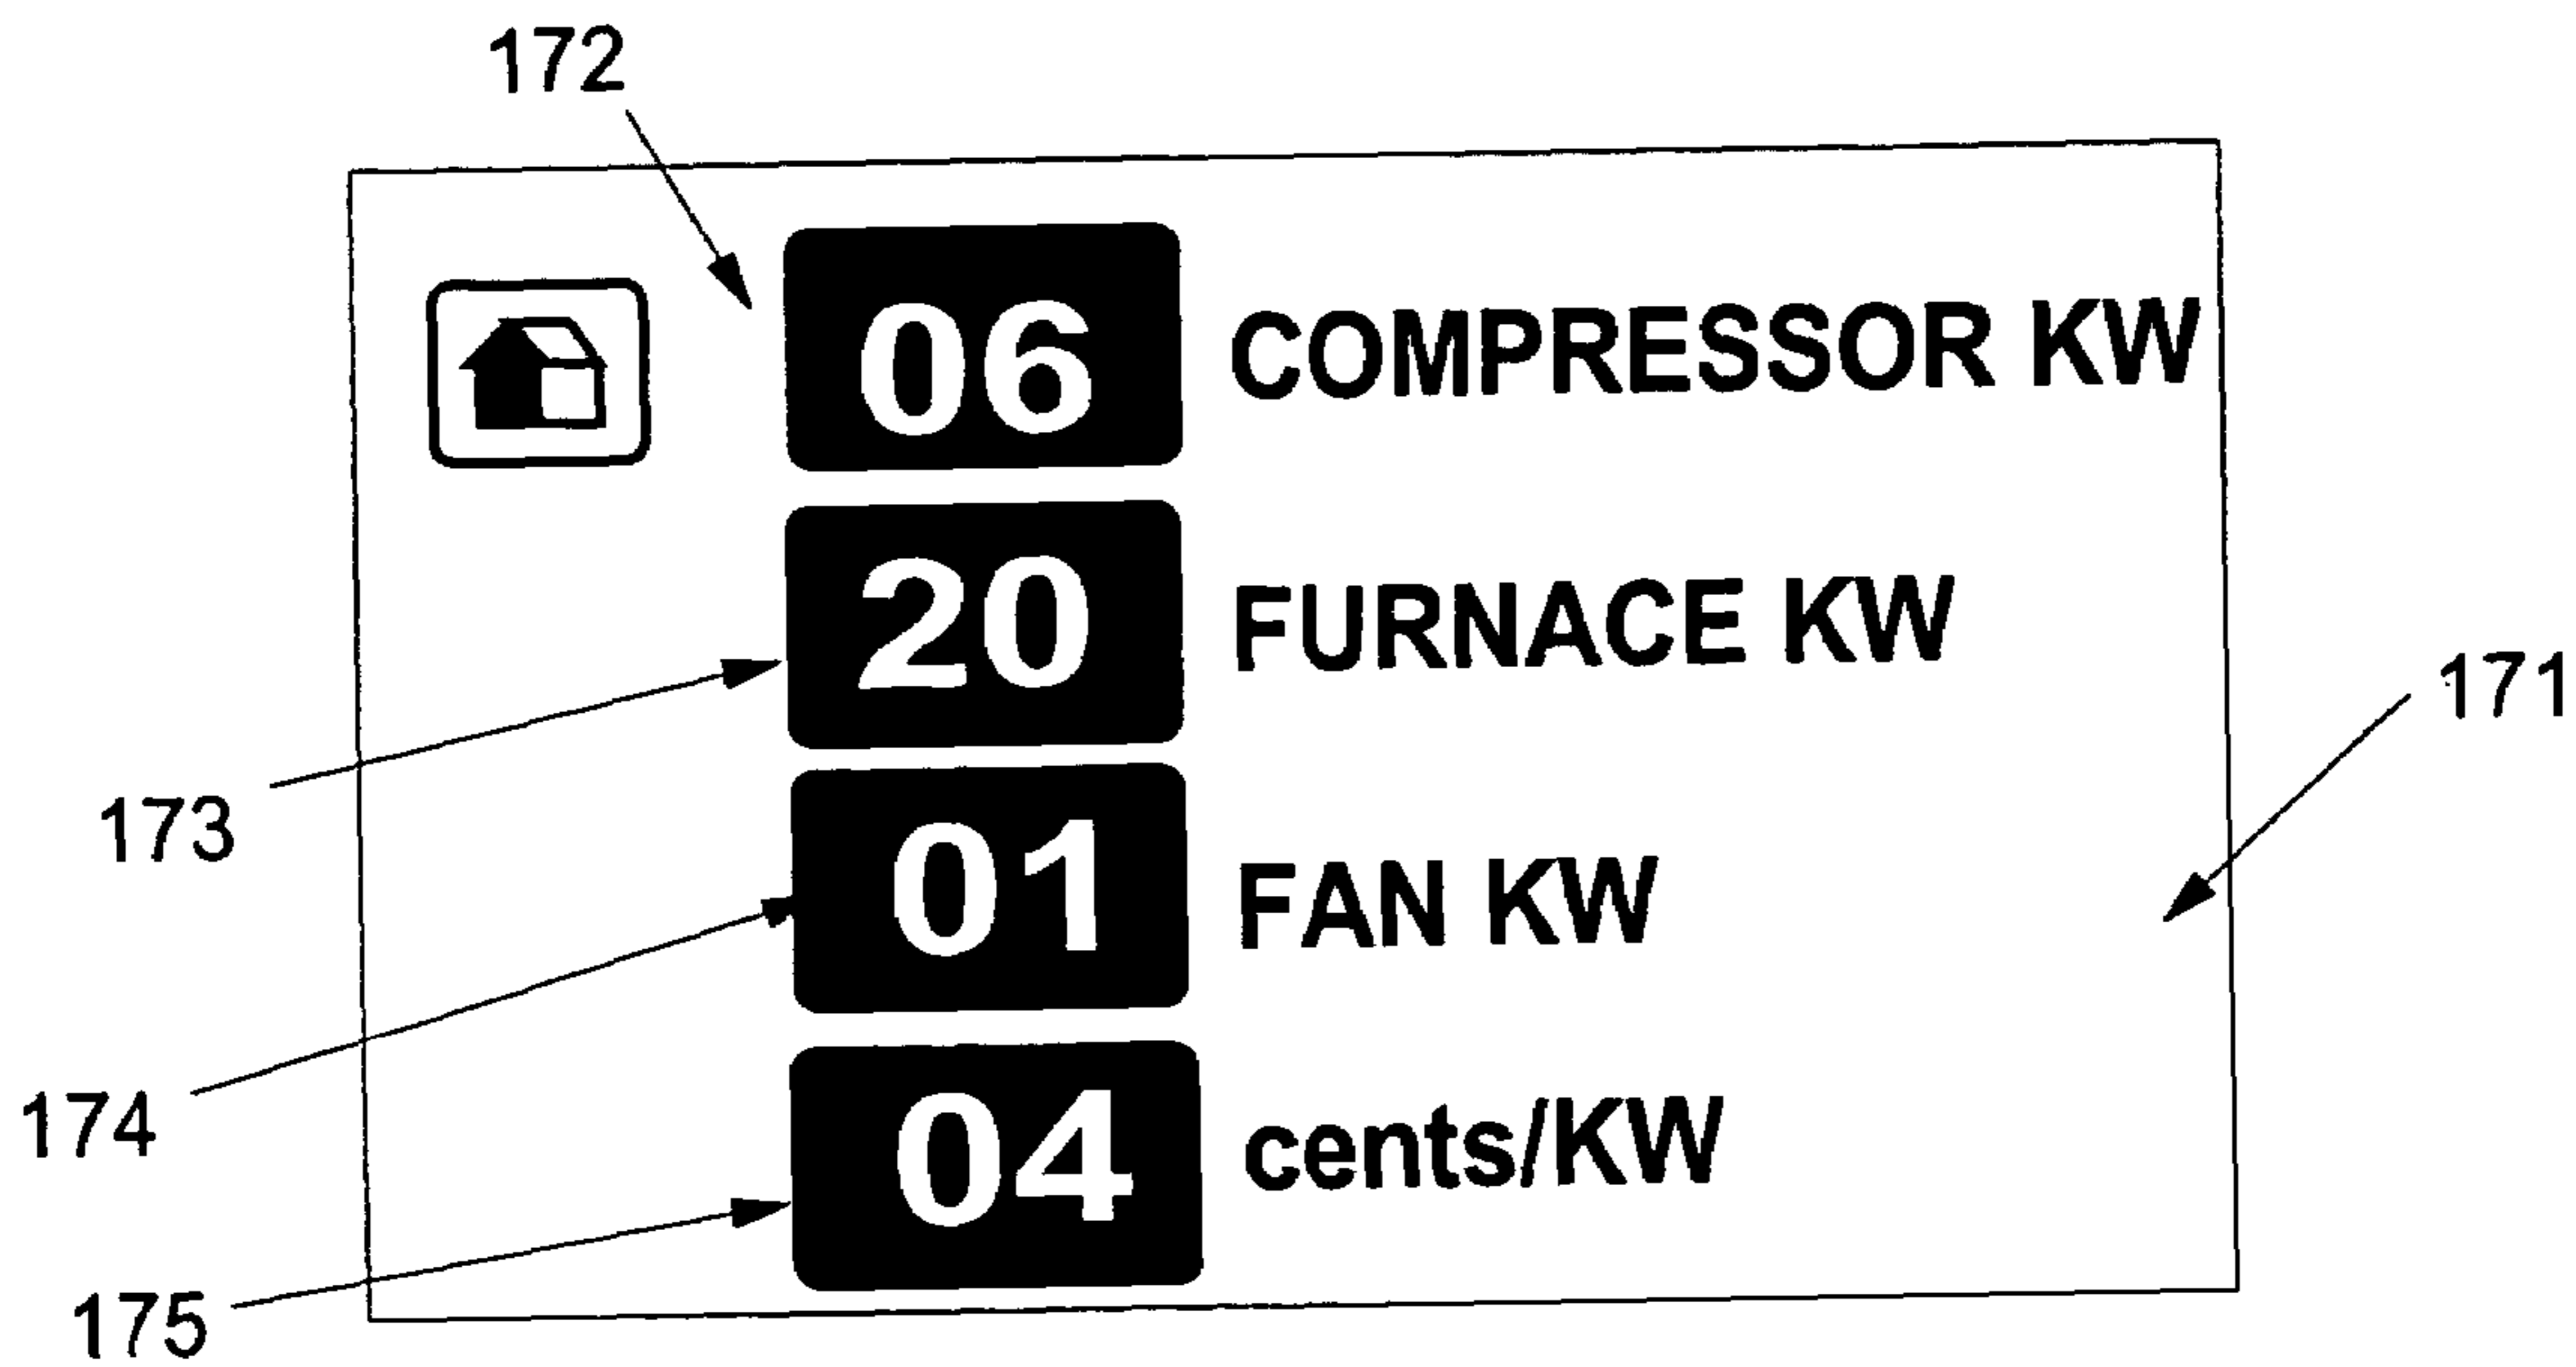 172
06 COMPRESSOR KW
20 FURNACE KW
171
173
01 FAN KW
174
04 cents/KW
175